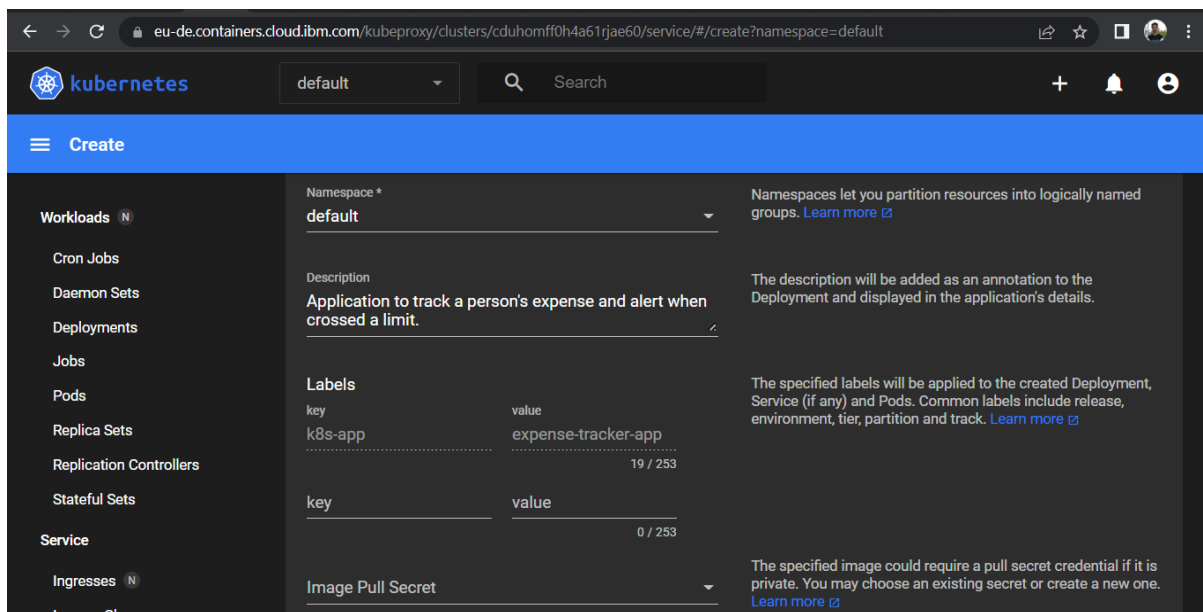 eu-de.containers.cloud.ibm.com/kubeproxy/clusters/cduhomff0h4a61rjae60/service/#/create?namespace=default
kubernetes
default
Search
Create
Workloads N
Cron Jobs
Daemon Sets
Deployments
Jobs
Pods
Replica Sets
Replication Controllers
Stateful Sets
Service
Ingresses N
Namespace *
default
Namespaces let you partition resources into logically named
groups. Learn more
Description
Application to track a person's expense and alert when
crossed a limit.
The description will be added as an annotation to the
Deployment and displayed in the application's details.
Labels
key value
k8s-app expense-tracker-app
19 / 253
key value
0 / 253
The specified labels will be applied to the created Deployment,
Service (if any) and Pods. Common labels include release,
environment, tier, partition and track. Learn more
Image Pull Secret
The specified image could require a pull secret credential if it is
private. You may choose an existing secret or create a new one.
Learn more